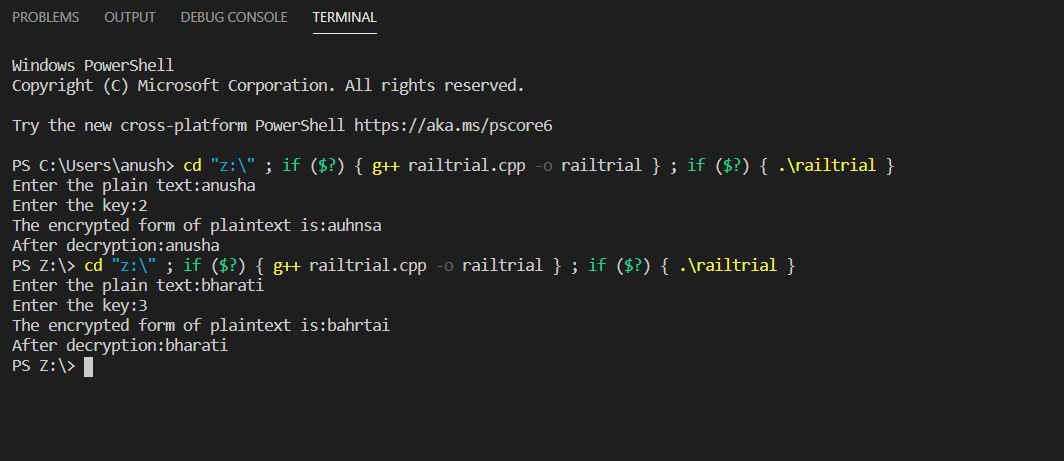 PROBLEMS OUTPUT DEBUG CONSOLE TERMINAL
Windows PowerShell
Copyright (C) Microsoft Corporation. All rights reserved.
Try the new cross-platform PowerShell https://aka.ms/pscore6
PS C:\Users\anush> cd "z:\" ; if ($?) { g++ railtrial.cpp -o railtrial } ; if ($?) { .\railtrial }
Enter the plain text:anusha
Enter the key:2
The encrypted form of plaintext is:auhnsa
After decryption:anusha
PS Z:\> cd "z:\" ; if ($?) { g++ railtrial.cpp -o railtrial } ; if ($?) { .\railtrial }
Enter the plain text:bharati
Enter the key:3
The encrypted form of plaintext is:bahrtai
After decryption:bharati
PS Z:\>